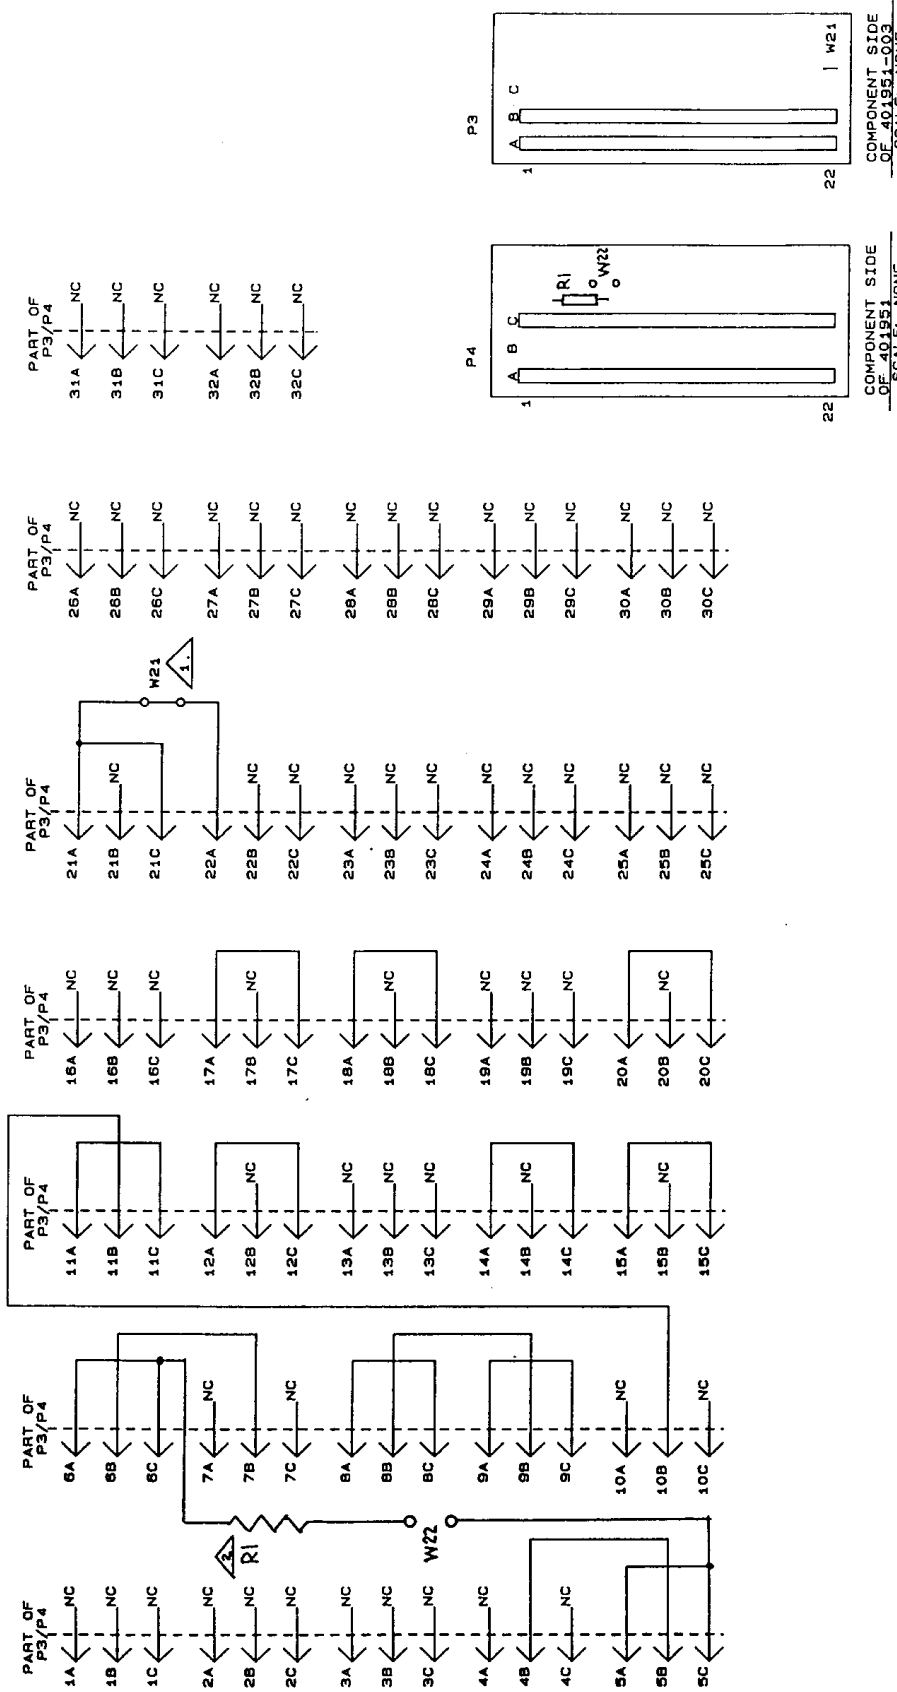 PART OF
P3/P4
1A NC
1B NC
1C NC
2A NC
2B NC
2C NC
3A NC
3B NC
3C NC
4A NC
4B
4C NC
5A
5B
5C
2.
R1
W22
PART OF
P3/P4
6A
6B
6C
7A NC
7B
7C NC
8A
8B
8C
9A
9B
9C
10A NC
10B
10C NC
PART OF
P3/P4
11A
11B
11C
12A
12B NC
12C
13A NC
13B NC
13C NC
14A
14B NC
14C
15A
15B NC
15C
PART OF
P3/P4
16A NC
16B NC
16C NC
17A
17B NC
17C
18A
18B NC
18C
19A NC
19B NC
19C NC
20A
20B NC
20C
PART OF
P3/P4
21A
21B NC
21C
W21
1.
22A
22B NC
22C NC
23A NC
23B NC
23C NC
24A NC
24B NC
24C NC
25A NC
25B NC
25C NC
PART OF
P3/P4
26A NC
26B NC
26C NC
27A NC
27B NC
27C NC
28A NC
28B NC
28C NC
29A NC
29B NC
29C NC
30A NC
30B NC
30C NC
PART OF
P3/P4
31A NC
31B NC
31C NC
32A NC
32B NC
32C NC
P4
A B C
1
R1
W22
22
COMPONENT SIDE
OF 401951
SCALE: NONE
P3
A B C
1
22
W21
COMPONENT SIDE
OF 401951-003